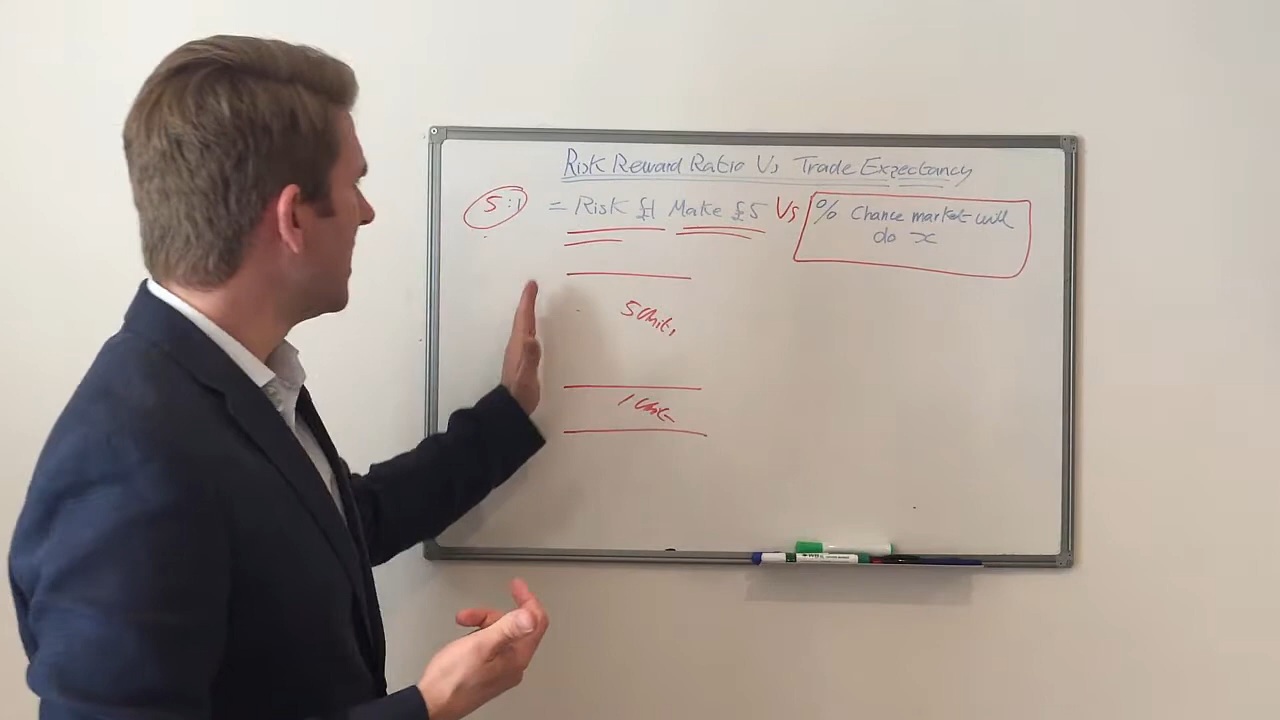 Risk Reward Ratio Vs Trade Expectancy
5:1 = Risk £1 Make £5 Vs % Chance market will
do x
5 Units
1 Unit